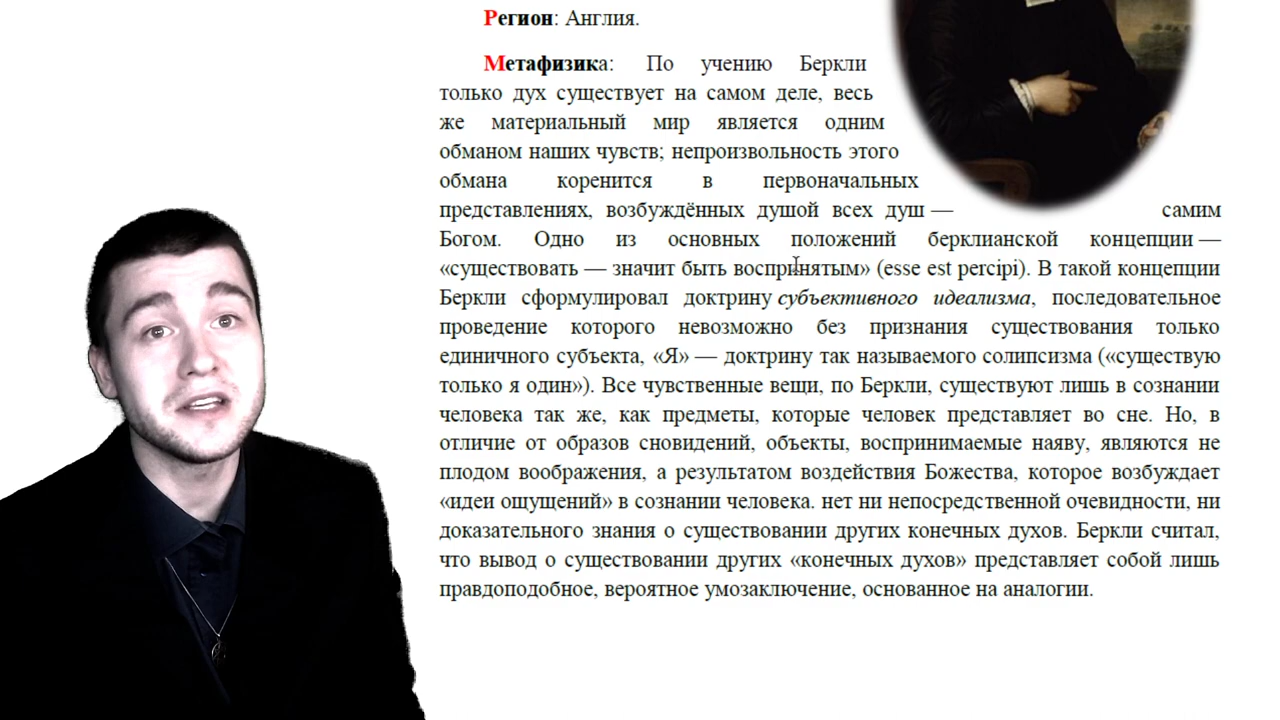 Регион: Англия.
Метафизика: По учению Беркли
только дух существует на самом деле, весь
же материальный мир является одним
обманом наших чувств; непроизвольность этого
обмана коренится в первоначальных
представлениях, возбуждённых душой всех душ — самим
Богом. Одно из основных положений берклианской концепции —
«существовать — значит быть воспринятым» (esse est percipi). В такой концепции
Беркли сформулировал доктрину субъективного идеализма, последовательное
проведение которого невозможно без признания существования только
единичного субъекта, «Я» — доктрину так называемого солипсизма («существую
только я один»). Все чувственные вещи, по Беркли, существуют лишь в сознании
человека так же, как предметы, которые человек представляет во сне. Но, в
отличие от образов сновидений, объекты, воспринимаемые наяву, являются не
плодом воображения, а результатом воздействия Божества, которое возбуждает
«идеи ощущений» в сознании человека. нет ни непосредственной очевидности, ни
доказательного знания о существовании других конечных духов. Беркли считал,
что вывод о существовании других «конечных духов» представляет собой лишь
правдоподобное, вероятное умозаключение, основанное на аналогии.